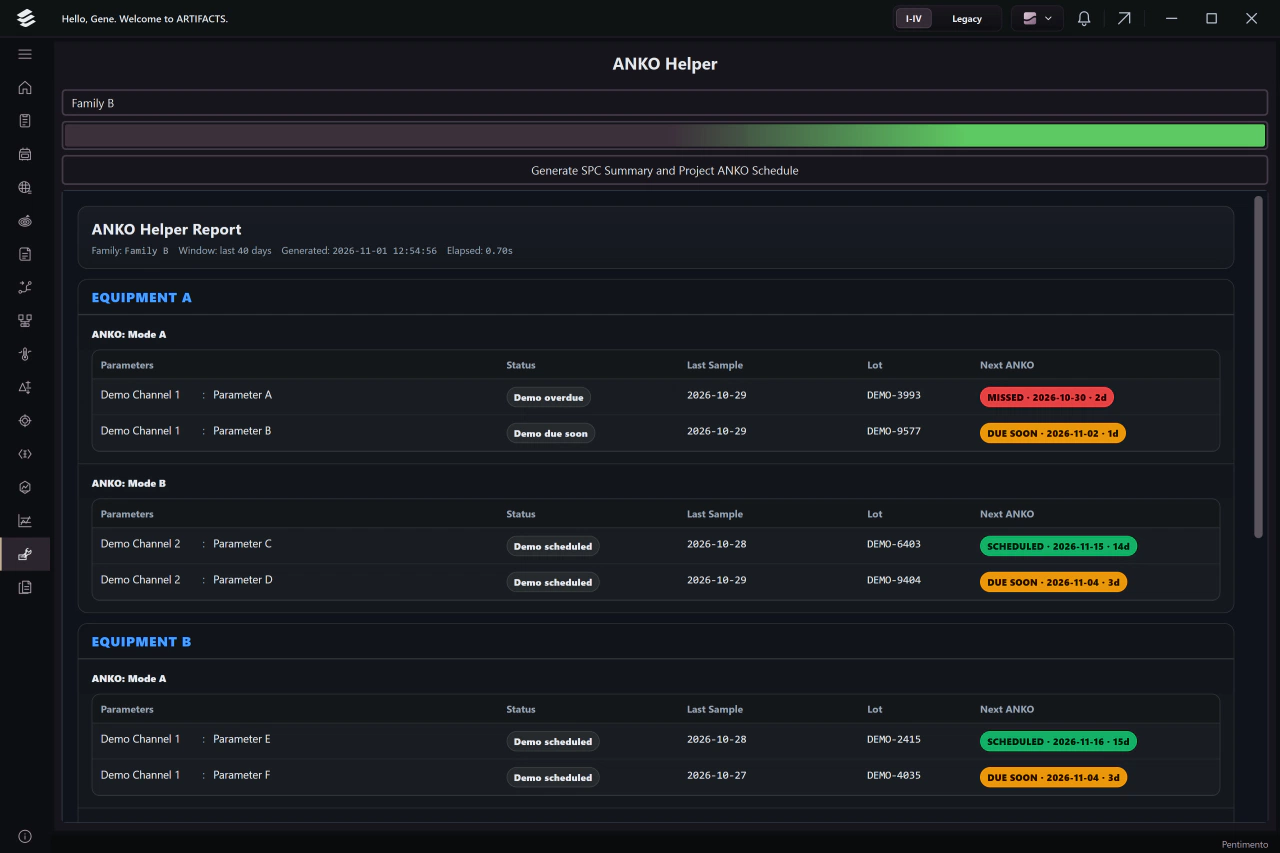 Hello, Gene. Welcome to ARTIFACTS.
I-IV Legacy
ANKO Helper
Family B
Generate SPC Summary and Project ANKO Schedule
ANKO Helper Report
Family: Family B Window: last 40 days Generated: 2026-11-01 12:54:56 Elapsed: 0.70s
EQUIPMENT A
ANKO: Mode A
Parameters Status Last Sample Lot Next ANKO
Demo Channel 1 : Parameter A Demo overdue 2026-10-29 DEMO-3993 MISSED · 2026-10-30 · 2d
Demo Channel 1 : Parameter B Demo due soon 2026-10-29 DEMO-9577 DUE SOON · 2026-11-02 · 1d
ANKO: Mode B
Parameters Status Last Sample Lot Next ANKO
Demo Channel 2 : Parameter C Demo scheduled 2026-10-28 DEMO-6403 SCHEDULED · 2026-11-15 · 14d
Demo Channel 2 : Parameter D Demo scheduled 2026-10-29 DEMO-9404 DUE SOON · 2026-11-04 · 3d
EQUIPMENT B
ANKO: Mode A
Parameters Status Last Sample Lot Next ANKO
Demo Channel 1 : Parameter E Demo scheduled 2026-10-28 DEMO-2415 SCHEDULED · 2026-11-16 · 15d
Demo Channel 1 : Parameter F Demo scheduled 2026-10-27 DEMO-4035 DUE SOON · 2026-11-04 · 3d
Pentimento